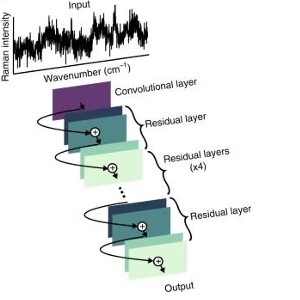 Input
Raman intensity
Wavenumber (cm⁻¹)
Convolutional layer
Residual layer
Residual layers
(x4)
Residual layer
Output